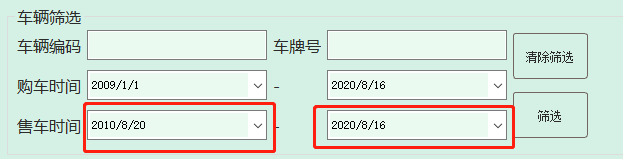 车辆筛选
车辆编码 车牌号
清除筛选
购车时间 2009/1/1 - 2020/8/16
售车时间 2010/8/20 - 2020/8/16
筛选